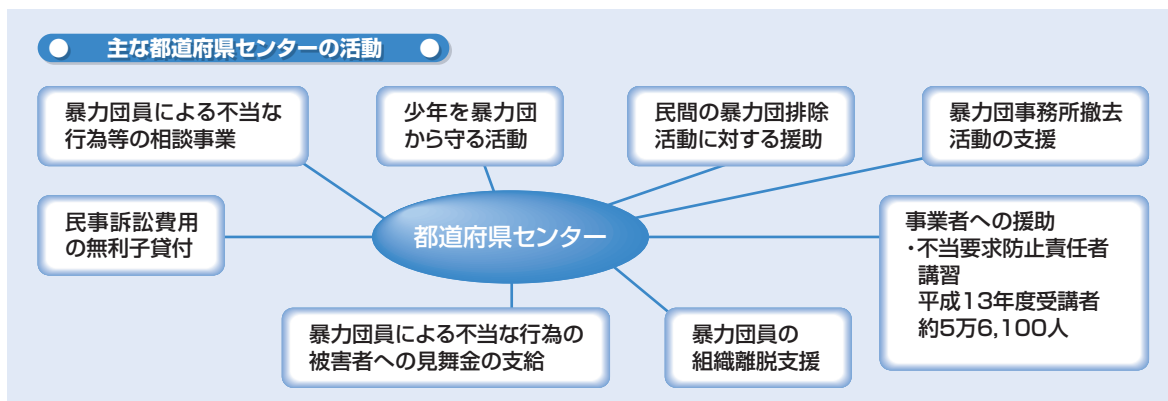 主な都道府県センターの活動
暴力団員による不当な
行為等の相談事業
少年を暴力団
から守る活動
民間の暴力団排除
活動に対する援助
暴力団事務所撤去
活動の支援
民事訴訟費用
の無利子貸付
都道府県センター
事業者への援助
・不当要求防止責任者
講習
平成13年度受講者
約5万6,100人
暴力団員による不当な行為の
被害者への見舞金の支給
暴力団員の
組織離脱支援